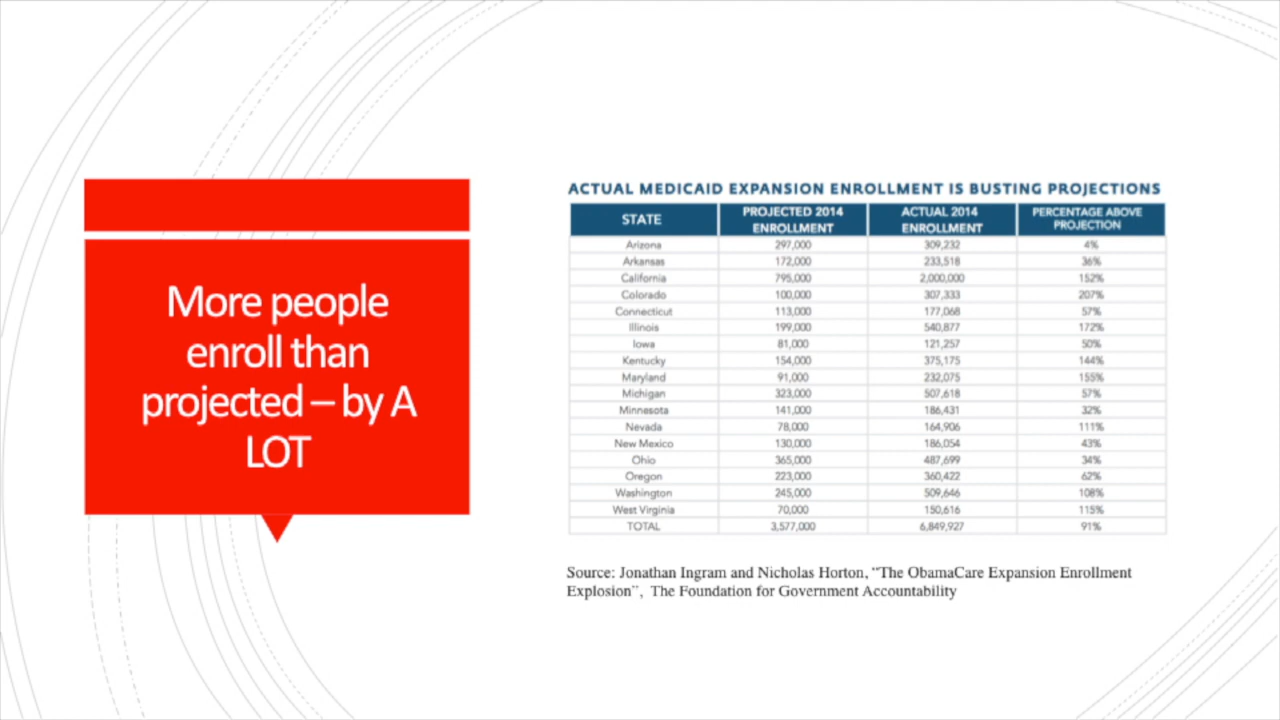 More people
enroll than
projected – by A
LOT
ACTUAL MEDICAID EXPANSION ENROLLMENT IS BUSTING PROJECTIONS
STATE PROJECTED 2014 ENROLLMENT ACTUAL 2014 ENROLLMENT PERCENTAGE ABOVE PROJECTION
Arizona 297,000 309,232 4%
Arkansas 172,000 233,518 36%
California 795,000 2,000,000 152%
Colorado 100,000 307,333 207%
Connecticut 113,000 177,068 57%
Illinois 199,000 540,877 172%
Iowa 81,000 121,257 50%
Kentucky 154,000 375,175 144%
Maryland 91,000 232,075 155%
Michigan 323,000 507,618 57%
Minnesota 141,000 186,431 32%
Nevada 78,000 164,906 111%
New Mexico 130,000 186,054 43%
Ohio 365,000 487,699 34%
Oregon 223,000 360,422 62%
Washington 245,000 509,646 108%
West Virginia 70,000 150,616 115%
TOTAL 3,577,000 6,849,927 91%
Source: Jonathan Ingram and Nicholas Horton, “The ObamaCare Expansion Enrollment
Explosion”, The Foundation for Government Accountability